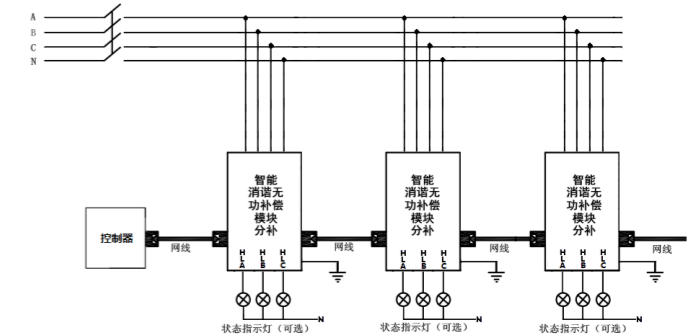 A
B
C
N
智能
消谐无
功补偿
模块
分补
智能
消谐无
功补偿
模块
分补
智能
消谐无
功补偿
模块
分补
控制器
网线
网线
网线
网线
HLA HLB HLC
HLA HLB HLC
HLA HLB HLC
N
N
N
状态指示灯（可选）
状态指示灯（可选）
状态指示灯（可选）